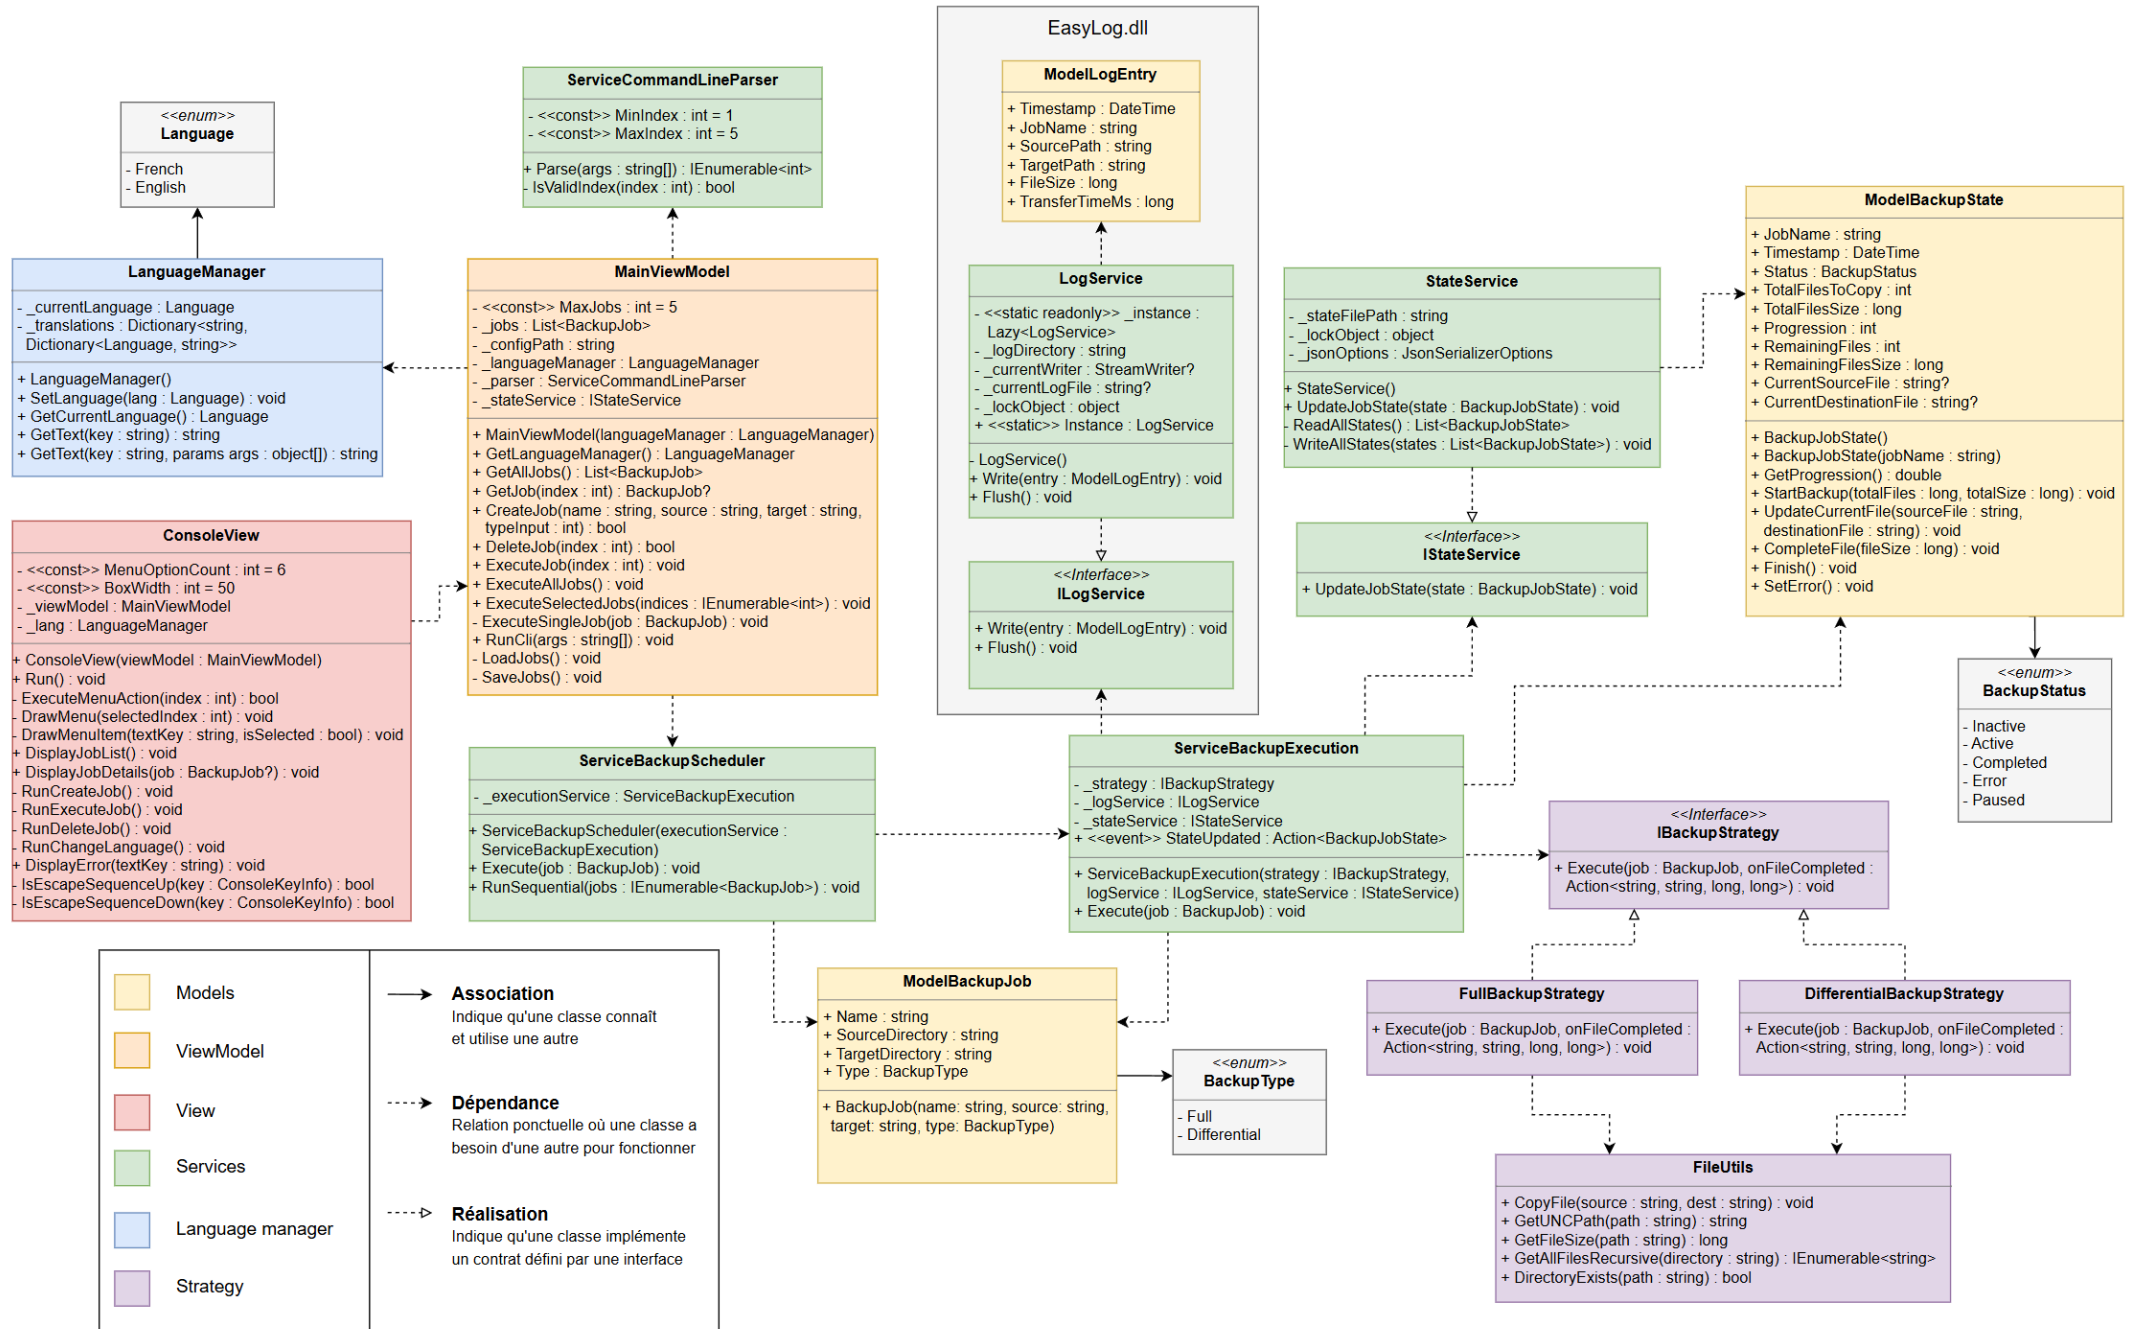 EasyLog.dll
ModelLogEntry
+ Timestamp : DateTime
+ JobName : string
+ SourcePath : string
+ TargetPath : string
+ FileSize : long
+ TransferTimeMs : long
ServiceCommandLineParser
- <<const>> MinIndex : int = 1
- <<const>> MaxIndex : int = 5
+ Parse(args : string[]) : IEnumerable<int>
- IsValidIndex(index : int) : bool
<<enum>>
Language
- French
- English
LanguageManager
- _currentLanguage : Language
- _translations : Dictionary<string,
Dictionary<Language, string>>
+ LanguageManager()
+ SetLanguage(lang : Language) : void
+ GetCurrentLanguage() : Language
+ GetText(key : string) : string
+ GetText(key : string, params args : object[]) : string
MainViewModel
- <<const>> MaxJobs : int = 5
- _jobs : List<BackupJob>
- _configPath : string
- _languageManager : LanguageManager
- _parser : ServiceCommandLineParser
- _stateService : IStateService
+ MainViewModel(languageManager : LanguageManager)
+ GetLanguageManager() : LanguageManager
+ GetAllJobs() : List<BackupJob>
+ GetJob(index : int) : BackupJob?
+ CreateJob(name : string, source : string, target : string,
typeInput : int) : bool
+ DeleteJob(index : int) : bool
+ ExecuteJob(index : int) : void
+ ExecuteAllJobs() : void
+ ExecuteSelectedJobs(indices : IEnumerable<int>) : void
- ExecuteSingleJob(job : BackupJob) : void
+ RunCli(args : string[]) : void
- LoadJobs() : void
- SaveJobs() : void
LogService
- <<static readonly>> _instance :
Lazy<LogService>
- _logDirectory : string
- _currentWriter : StreamWriter?
- _currentLogFile : string?
- _lockObject : object
+ <<static>> Instance : LogService
- LogService()
+ Write(entry : ModelLogEntry) : void
+ Flush() : void
<<Interface>>
ILogService
+ Write(entry : ModelLogEntry) : void
+ Flush() : void
StateService
- _stateFilePath : string
- _lockObject : object
- _jsonOptions : JsonSerializerOptions
+ StateService()
+ UpdateJobState(state : BackupJobState) : void
- ReadAllStates() : List<BackupJobState>
- WriteAllStates(states : List<BackupJobState>) : void
<<Interface>>
IStateService
+ UpdateJobState(state : BackupJobState) : void
ModelBackupState
+ JobName : string
+ Timestamp : DateTime
+ Status : BackupStatus
+ TotalFilesToCopy : int
+ TotalFilesSize : long
+ Progression : int
+ RemainingFiles : int
+ RemainingFilesSize : long
+ CurrentSourceFile : string?
+ CurrentDestinationFile : string?
+ BackupJobState()
+ BackupJobState(jobName : string)
+ GetProgression() : double
+ StartBackup(totalFiles : long, totalSize : long) : void
+ UpdateCurrentFile(sourceFile : string,
destinationFile : string) : void
+ CompleteFile(fileSize : long) : void
+ Finish() : void
+ SetError() : void
<<enum>>
BackupStatus
- Inactive
- Active
- Completed
- Error
- Paused
ConsoleView
- <<const>> MenuOptionCount : int = 6
- <<const>> BoxWidth : int = 50
- _viewModel : MainViewModel
- _lang : LanguageManager
+ ConsoleView(viewModel : MainViewModel)
+ Run() : void
- ExecuteMenuAction(index : int) : bool
- DrawMenu(selectedIndex : int) : void
- DrawMenuItem(textKey : string, isSelected : bool) : void
+ DisplayJobList() : void
+ DisplayJobDetails(job : BackupJob?) : void
- RunCreateJob() : void
- RunExecuteJob() : void
- RunDeleteJob() : void
- RunChangeLanguage() : void
+ DisplayError(textKey : string) : void
- IsEscapeSequenceUp(key : ConsoleKeyInfo) : bool
- IsEscapeSequenceDown(key : ConsoleKeyInfo) : bool
ServiceBackupScheduler
- _executionService : ServiceBackupExecution
+ ServiceBackupScheduler(executionService :
ServiceBackupExecution)
+ Execute(job : BackupJob) : void
+ RunSequential(jobs : IEnumerable<BackupJob>) : void
ServiceBackupExecution
- _strategy : IBackupStrategy
- _logService : ILogService
- _stateService : IStateService
+ <<event>> StateUpdated : Action<BackupJobState>
+ ServiceBackupExecution(strategy : IBackupStrategy,
logService : ILogService, stateService : IStateService)
+ Execute(job : BackupJob) : void
<<Interface>>
IBackupStrategy
+ Execute(job : BackupJob, onFileCompleted :
Action<string, string, long, long>) : void
FullBackupStrategy
+ Execute(job : BackupJob, onFileCompleted :
Action<string, string, long, long>) : void
DifferentialBackupStrategy
+ Execute(job : BackupJob, onFileCompleted :
Action<string, string, long, long>) : void
FileUtils
+ CopyFile(source : string, dest : string) : void
+ GetUNCPath(path : string) : string
+ GetFileSize(path : string) : long
+ GetAllFilesRecursive(directory : string) : IEnumerable<string>
+ DirectoryExists(path : string) : bool
ModelBackupJob
+ Name : string
+ SourceDirectory : string
+ TargetDirectory : string
+ Type : BackupType
+ BackupJob(name: string, source: string,
target: string, type: BackupType)
<<enum>>
BackupType
- Full
- Differential
Models
ViewModel
View
Services
Language manager
Strategy
Association
Indique qu'une classe connaît
et utilise une autre
Dépendance
Relation ponctuelle où une classe a
besoin d'une autre pour fonctionner
Réalisation
Indique qu'une classe implémente
un contrat défini par une interface